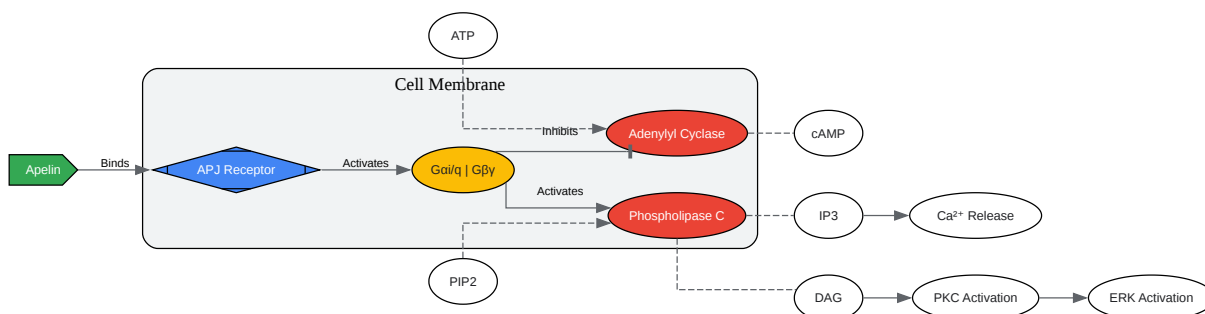 ATP
Cell Membrane
Inhibits
Adenylyl Cyclase
cAMP
Apelin
Binds
APJ Receptor
Activates
Gαi/q | Gβγ
Activates
Phospholipase C
IP3
Ca²⁺ Release
PIP2
DAG
PKC Activation
ERK Activation